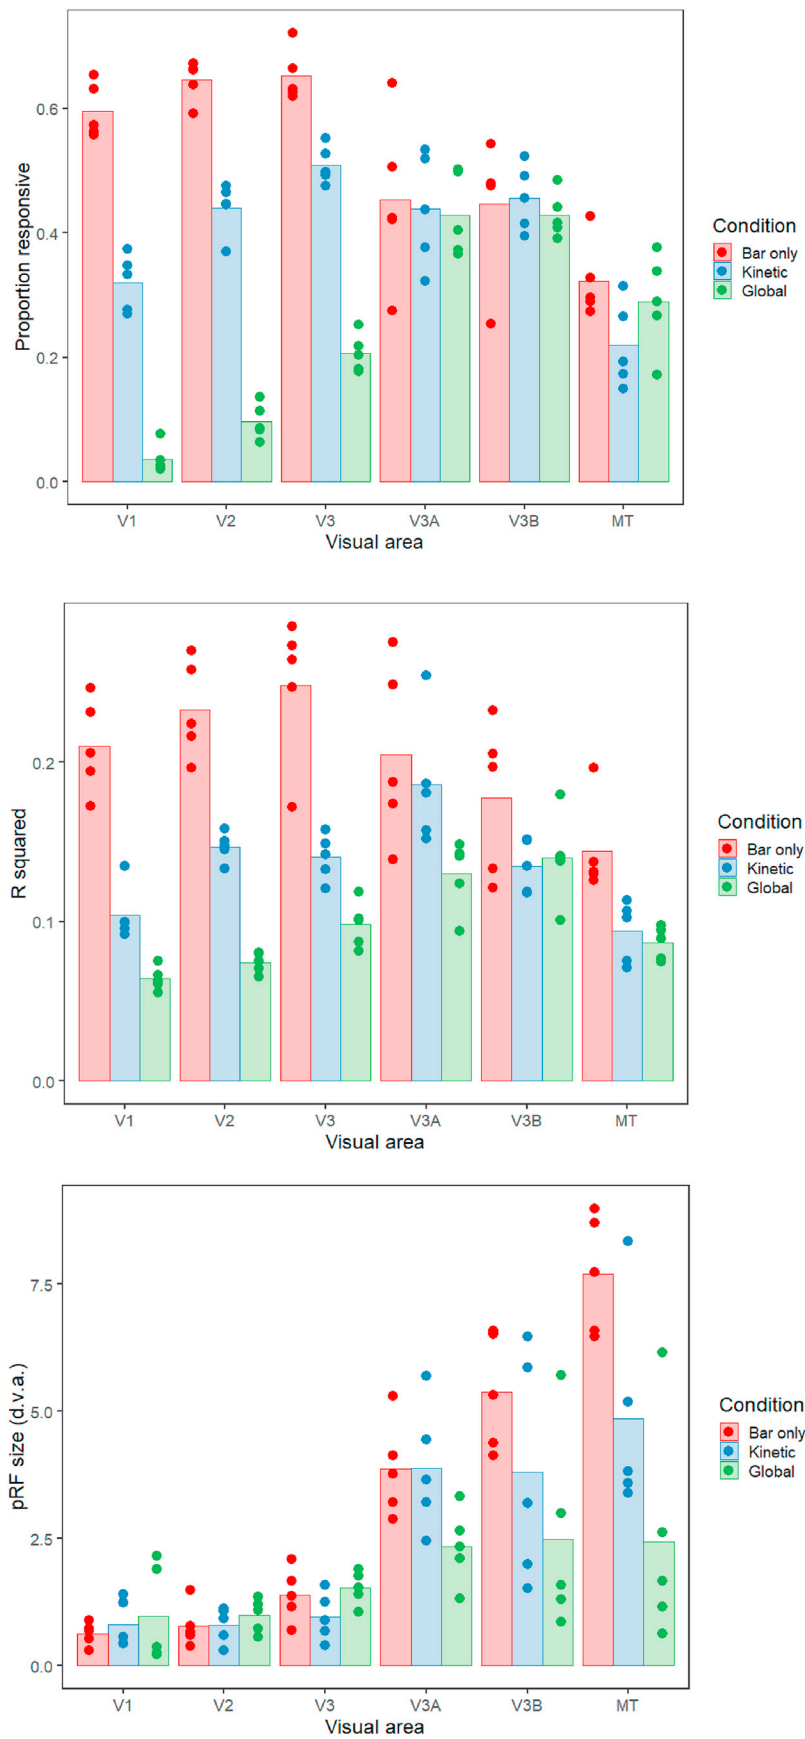 Proportion responsive
0.6
0.4
0.2
0.0
V1 V2 V3 V3A V3B MT
Visual area
Condition
Bar only
Kinetic
Global
R squared
0.2
0.1
0.0
V1 V2 V3 V3A V3B MT
Visual area
Condition
Bar only
Kinetic
Global
pRF size (d.v.a.)
7.5
5.0
2.5
0.0
V1 V2 V3 V3A V3B MT
Visual area
Condition
Bar only
Kinetic
Global